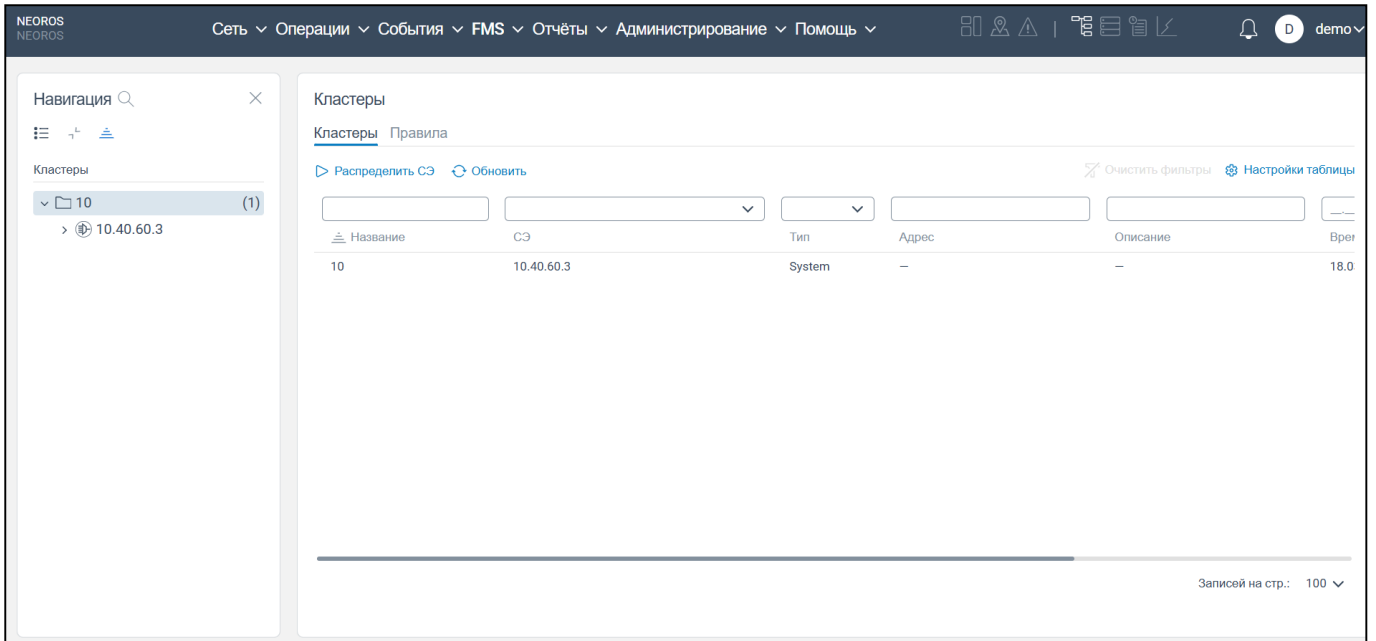 NEOROS
NEOROS
Сеть Операции События FMS Отчёты Администрирование Помощь
D demo
Навигация
Кластеры
10 (1)
10.40.60.3
Кластеры
Кластеры Правила
Распределить СЭ Обновить
Очистить фильтры Настройки таблицы
Название СЭ Тип Адрес Описание Врем
10 10.40.60.3 System — — 18.0
Записей на стр.: 100